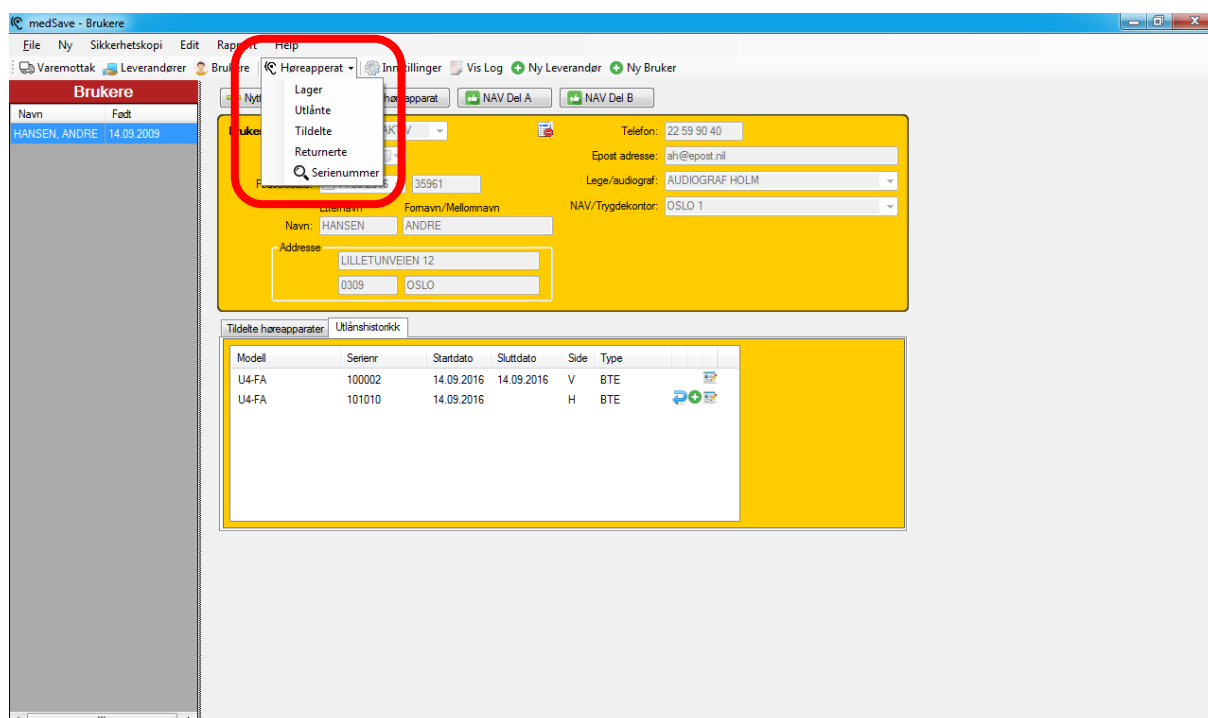 medSave - Brukere
File Ny Sikkerhetskopi Edit Rapport Help
Varemottak Leverandører Brukere Høreapperat Innstillinger Vis Log Ny Leverandør Ny Bruker
Brukere
Navn Født
HANSEN, ANDRE 14.09.2009
Lager
Utlånte
Tildelte
Returnerte
Serienummer
NAV Del A NAV Del B
Telefon: 22 59 90 40
Epost adresse: ah@epost.nil
35961 Lege/audiograf: AUDIOGRAF HOLM
Etternavn Fornavn/Mellomnavn NAV/Trygdekontor: OSLO 1
Navn: HANSEN ANDRE
Addresse
LILLETUNVEIEN 12
0309 OSLO
Tildelte høreapparater Utlånshistorikk
Modell Serienr Startdato Sluttdato Side Type
U4-FA 100002 14.09.2016 14.09.2016 V BTE
U4-FA 101010 14.09.2016 H BTE